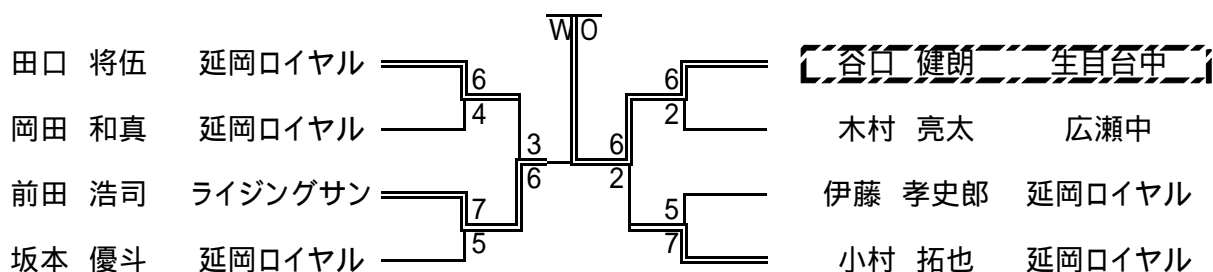 WO
田口 将伍 延岡ロイヤル 6 6 谷口 健朗 生目台中
岡田 和真 延岡ロイヤル 4 2 木村 亮太 広瀬中
3 6
6 2
前田 浩司 ライジングサン 7 5 伊藤 孝史郎 延岡ロイヤル
坂本 優斗 延岡ロイヤル 5 7 小村 拓也 延岡ロイヤル